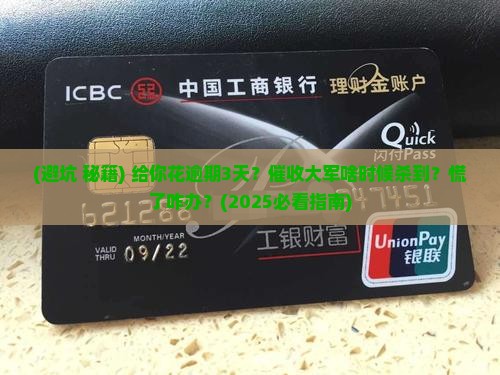 ICBC 中国工商银行 理财金账户
Quick
闪付Pass
(避坑 秘籍) 给你花逾期3天？催收大军啥时候杀到？慌
了咋办？(2025必看指南)
MONTH/YEAR
VALID
THRU 09/22
工银财富
UnionPay
银联